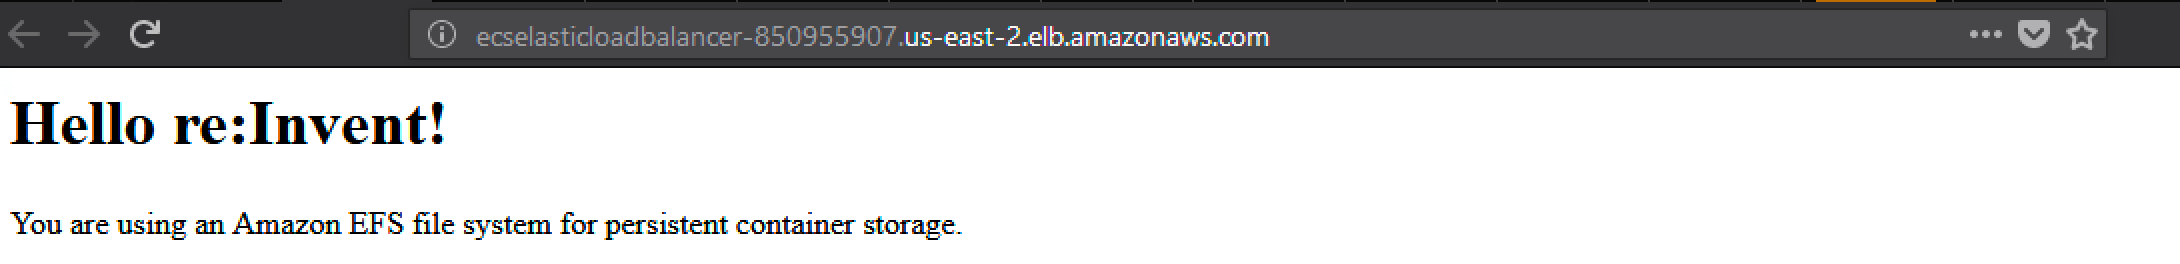 ecselasticloadbalancer-850955907.us-east-2.elb.amazonaws.com
Hello re:Invent!
You are using an Amazon EFS file system for persistent container storage.